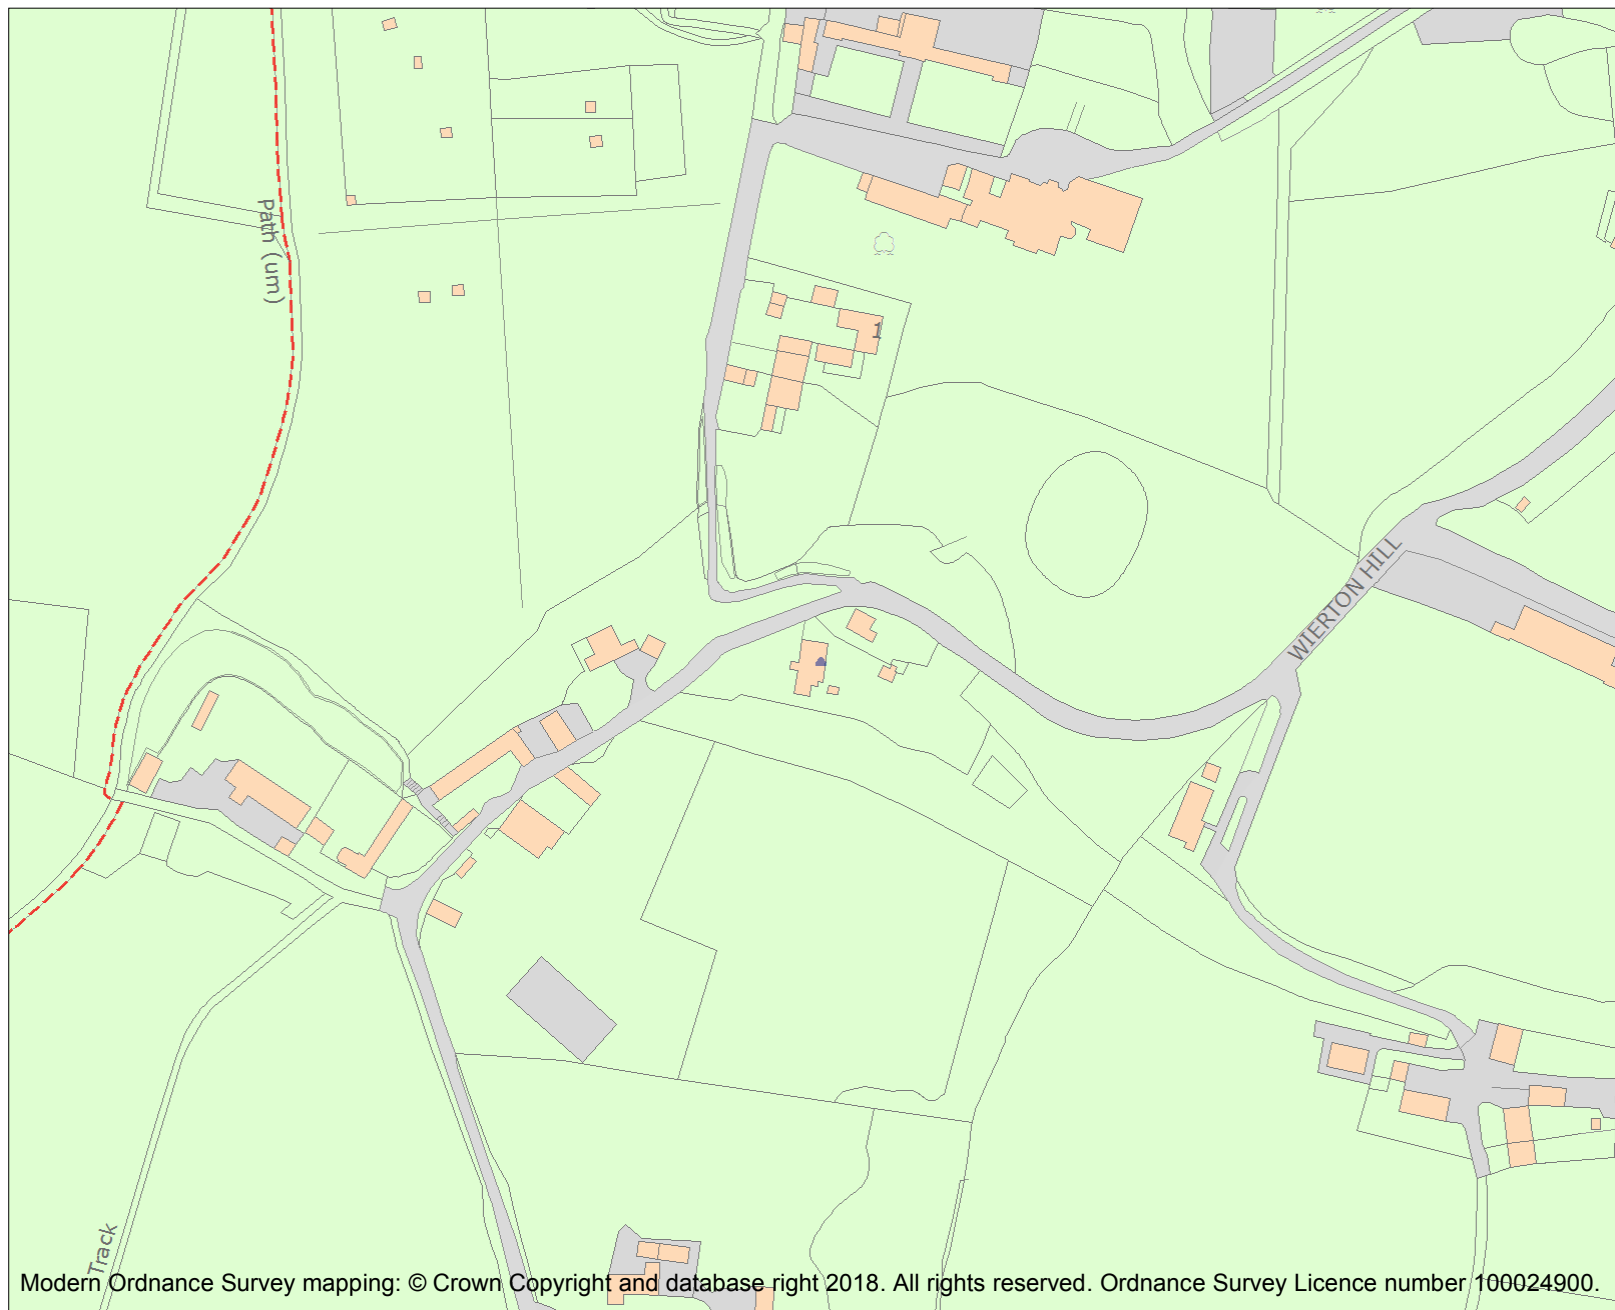 Path (um)
1
WIERTON HILL
Track
Modern Ordnance Survey mapping: © Crown Copyright and database right 2018. All rights reserved. Ordnance Survey Licence number 100024900.